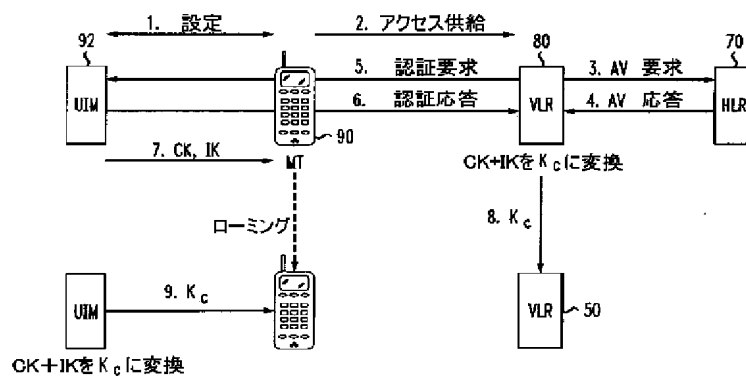 1. 設定
2. アクセス供給
92
80
70
5. 認証要求
3. AV 要求
UIM
VLR
HLR
6. 認証応答
4. AV 応答
90
7. CK, IK
MT
CK+IKをKcに変換
ローミング
8. Kc
9. Kc
UIM
VLR
50
CK+IKをKcに変換